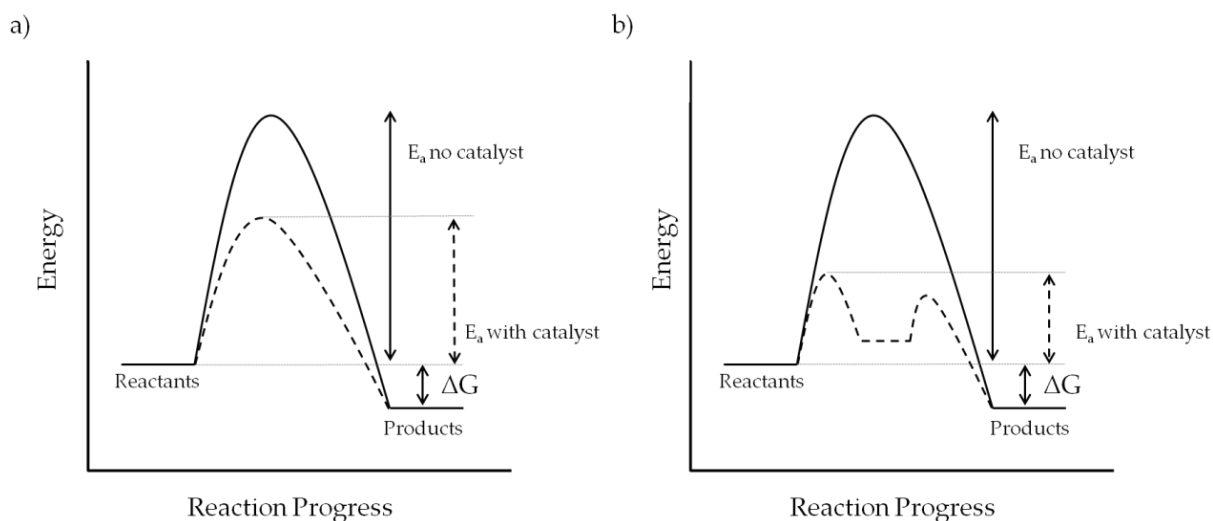 a)
Energy
Reactants
Eₐ no catalyst
Eₐ with catalyst
ΔG
Products
Reaction Progress
b)
Energy
Reactants
Eₐ no catalyst
Eₐ with catalyst
ΔG
Products
Reaction Progress